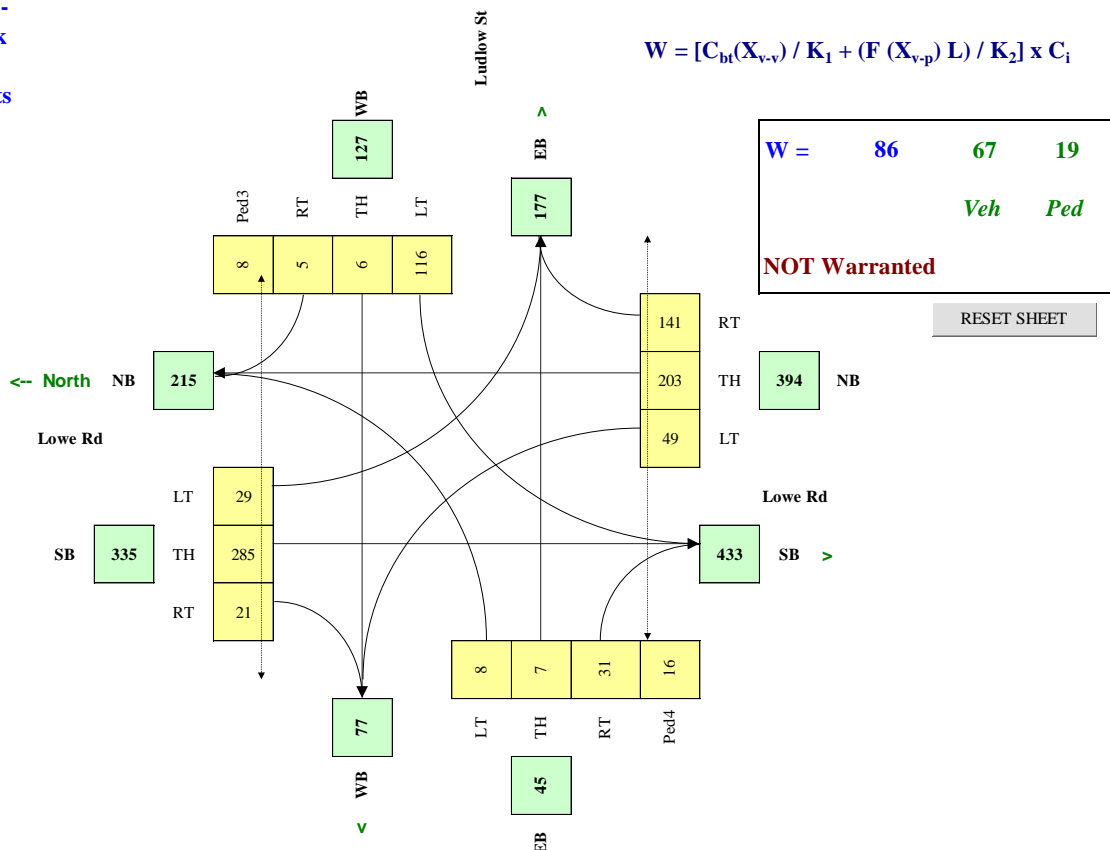 -
k
ts
Ludlow St
W = [Cbt(Xv-v) / K1 + (F (Xv-p) L) / K2] x Ci
W = 86 67 19
Veh Ped
NOT Warranted
RESET SHEET
WB
127
^
EB
177
Ped3 RT TH LT
8 5 6 116
141 RT
203 TH 394 NB
49 LT
<-- North NB 215
Lowe Rd
LT 29
SB 335 TH 285
RT 21
Lowe Rd
433 SB >
8 7 31 16
LT TH RT Ped4
77
WB
v
45
EB